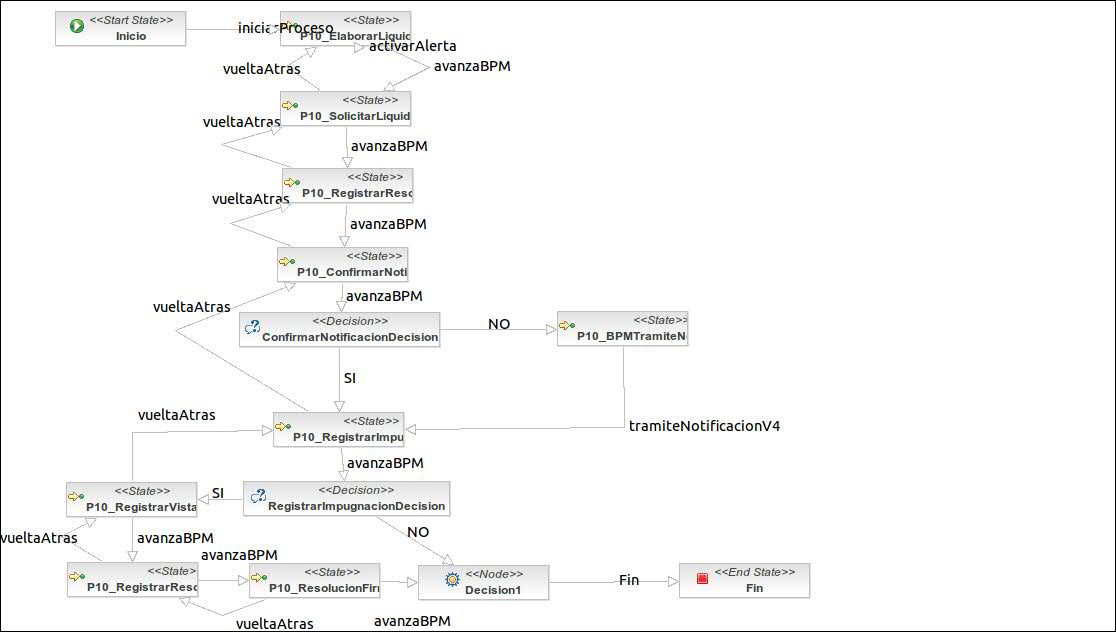 <<Start State>>
Inicio
iniciarProceso
<<State>>
P10_ElaborarLiquid
activarAlerta
vueltaAtras
avanzaBPM
<<State>>
P10_SolicitarLiquid
vueltaAtras
avanzaBPM
<<State>>
P10_RegistrarReso
vueltaAtras
avanzaBPM
<<State>>
P10_ConfirmarNoti
vueltaAtras
avanzaBPM
<<Decision>>
ConfirmarNotificacionDecision
NO
<<State>>
P10_BPMTramiteN
SI
vueltaAtras
<<State>>
P10_RegistrarImpu
tramiteNotificacionV4
avanzaBPM
<<State>>
P10_RegistrarVista
SI
<<Decision>>
RegistrarImpugnacionDecision
vueltaAtras
avanzaBPM
NO
avanzaBPM
<<State>
P10_RegistrarReso
<<State>>
P10_ResolucionFir
<<Node>>
Decision1
Fin
<<End State>>
Fin
vueltaAtras
avanzaBPM